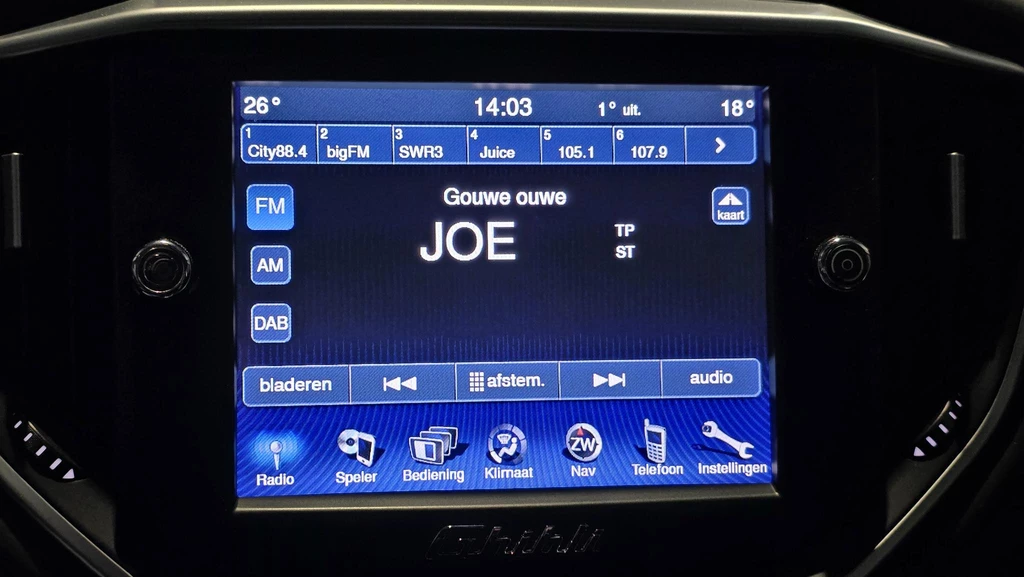 26° 14:03 1° uit. 18°
1 City88.4 2 bigFM 3 SWR3 4 Juice 5 105.1 6 107.9
FM
Gouwe ouwe
kaart
JOE
TP
ST
AM
DAB
bladeren afstem. audio
Radio Speler Bediening Klimaat ZW Nav Telefoon Instellingen
Ghibli